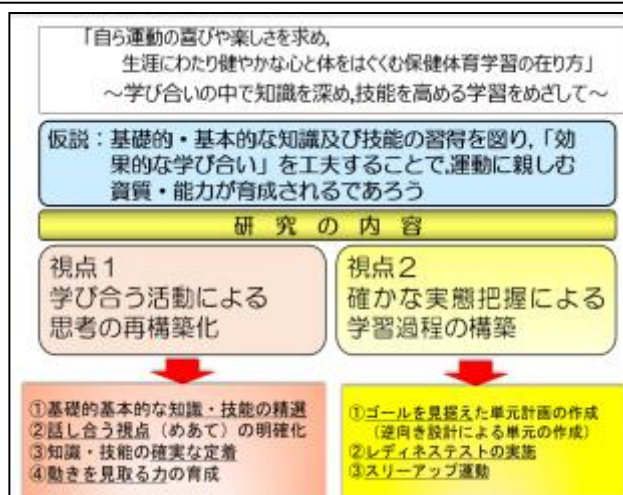 「自ら運動の喜びや楽しさを求め,
生涯にわたり健やかな心と体をはぐくむ保健体育学習の在り方」
～学び合いの中で知識を深め,技能を高める学習をめざして～
仮説：基礎的・基本的な知識及び技能の習得を図り,「効
果的な学び合い」を工夫することで,運動に親しむ
資質・能力が育成されるであろう
研究の内容
視点１
学び合う活動による
思考の再構築化
視点２
確かな実態把握による
学習過程の構築
①基礎的基本的な知識・技能の精選
②話し合う視点（めあて）の明確化
③知識・技能の確実な定着
④動きを見取る力の育成
①ゴールを見据えた単元計画の作成
（逆向き設計による単元の作成）
②レディネステストの実施
③スリーアップ運動